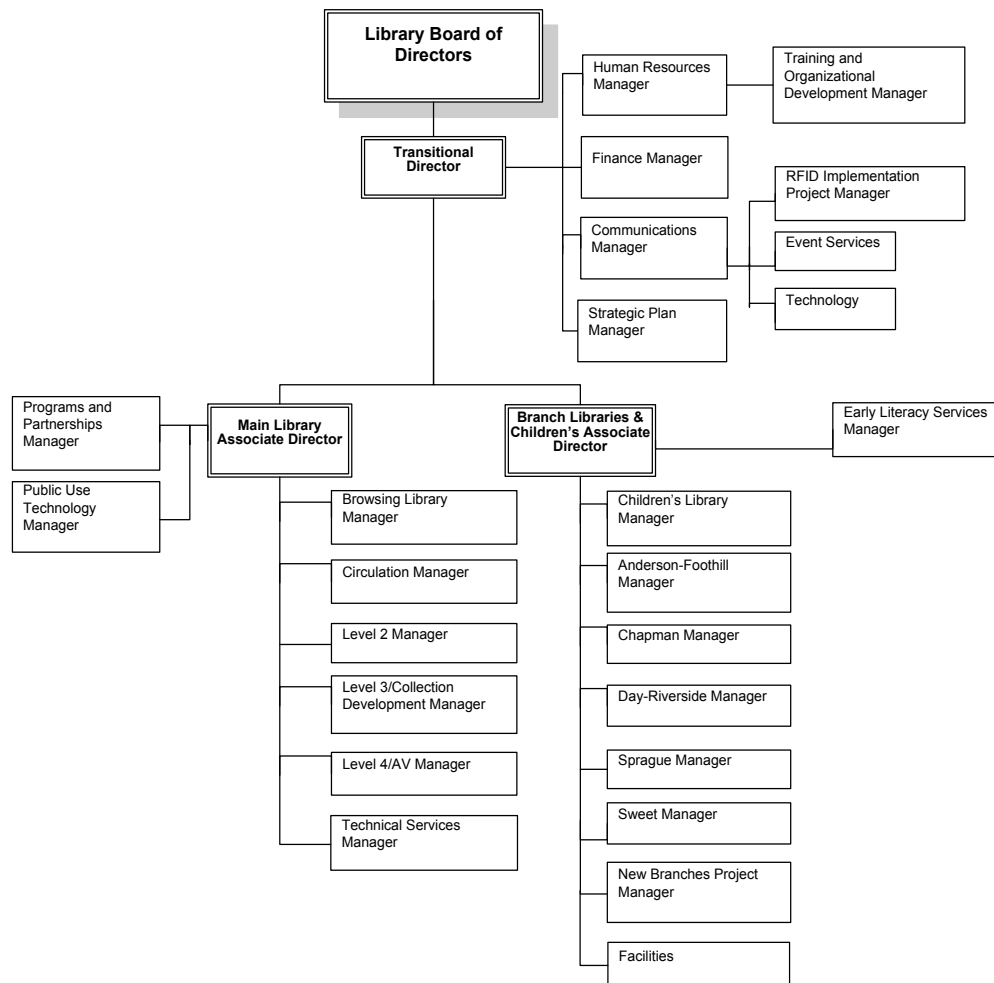 Library Board of
Directors
Human Resources
Manager
Training and
Organizational
Development Manager
Transitional
Director
Finance Manager
RFID Implementation
Project Manager
Communications
Manager
Event Services
Technology
Strategic Plan
Manager
Programs and
Partnerships
Manager
Main Library
Associate Director
Branch Libraries &
Children's Associate
Director
Early Literacy Services
Manager
Public Use
Technology
Manager
Browsing Library
Manager
Circulation Manager
Level 2 Manager
Level 3/Collection
Development Manager
Level 4/AV Manager
Technical Services
Manager
Children's Library
Manager
Anderson-Foothill
Manager
Chapman Manager
Day-Riverside Manager
Sprague Manager
Sweet Manager
New Branches Project
Manager
Facilities